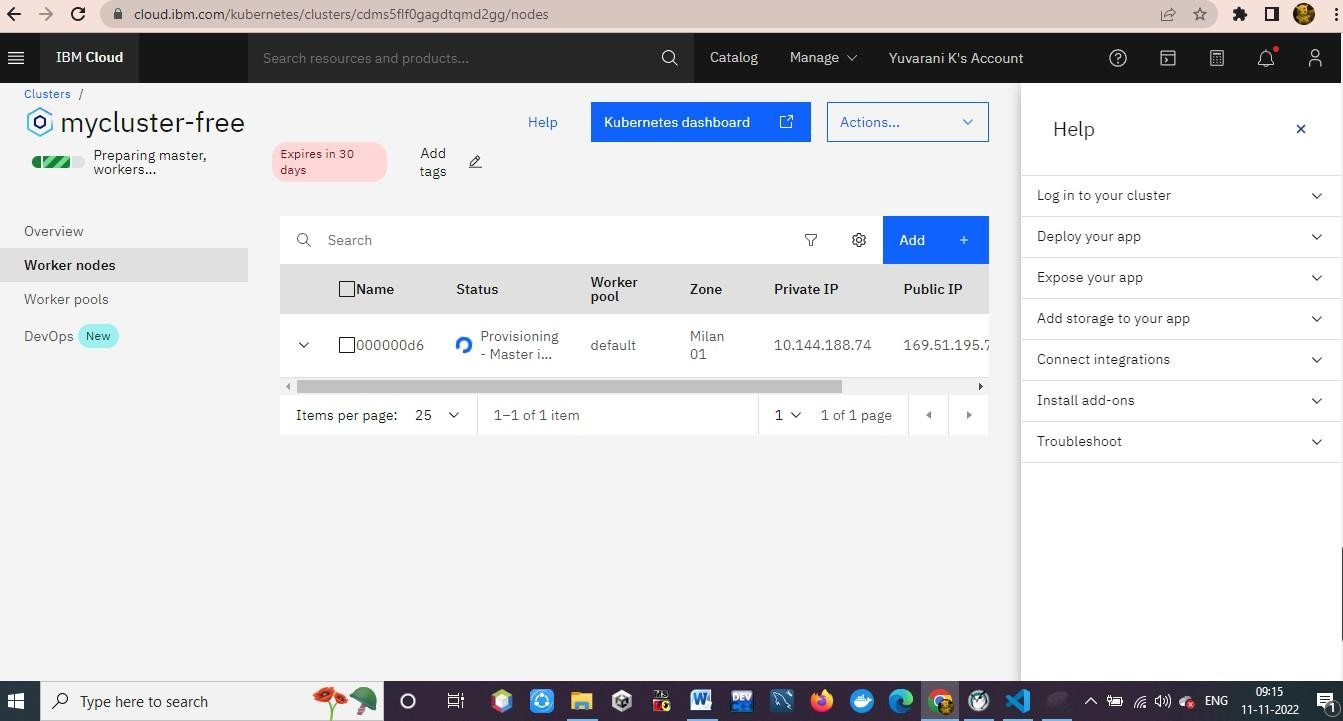 cloud.ibm.com/kubernetes/clusters/cdms5flf0gagdtqmd2gg/nodes
IBM Cloud
Search resources and products...
Catalog
Manage
Yuvarani K's Account
Clusters /
mycluster-free
Help
Kubernetes dashboard
Actions...
Preparing master,
workers...
Expires in 30
days
Add
tags
Overview
Worker nodes
Worker pools
DevOps New
Search
Add +
Name
Status
Worker
pool
Zone
Private IP
Public IP
000000d6
Provisioning
- Master i...
default
Milan
01
10.144.188.74
169.51.195.7
Items per page: 25
1–1 of 1 item
1
1 of 1 page
Help
Log in to your cluster
Deploy your app
Expose your app
Add storage to your app
Connect integrations
Install add-ons
Troubleshoot
Type here to search
DEV
ENG
09:15
11-11-2022
1